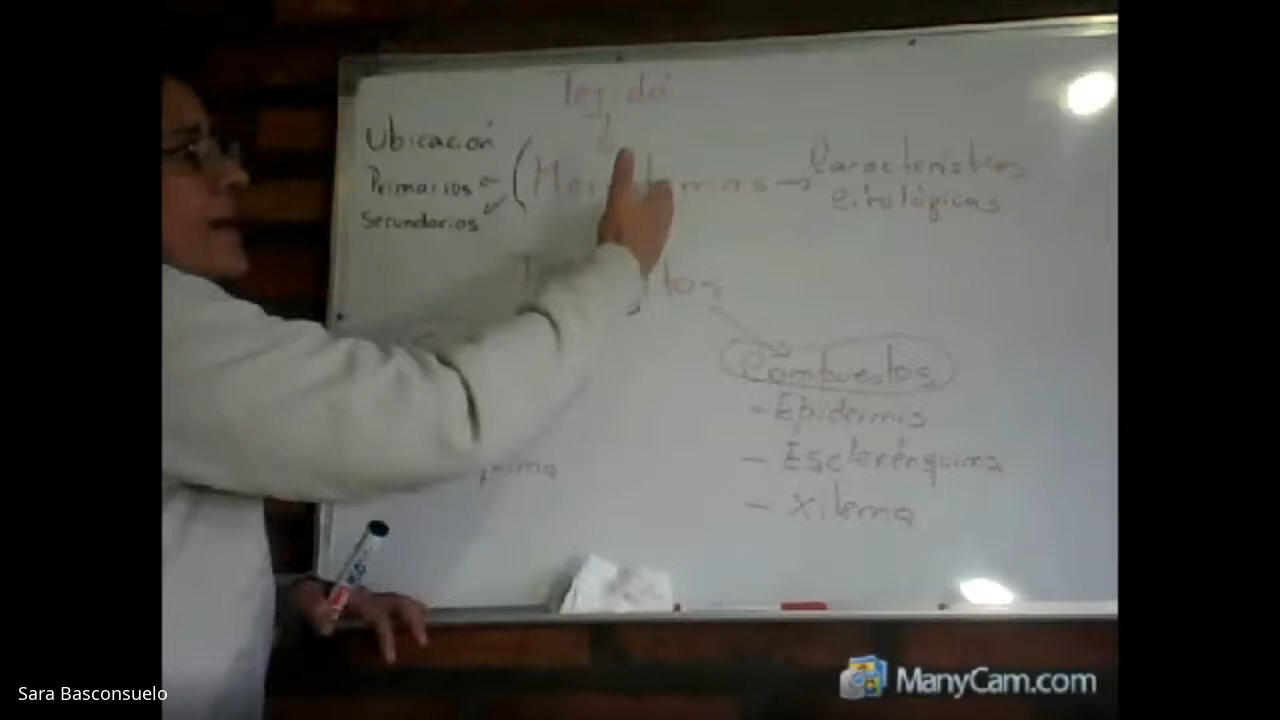 Tejido
Ubicación
Primarios
Secundarios
Características
citológicas
Compuestos
- Epidermis
- Esclerénquima
- Xilema
Sara Basconsuelo
ManyCam.com